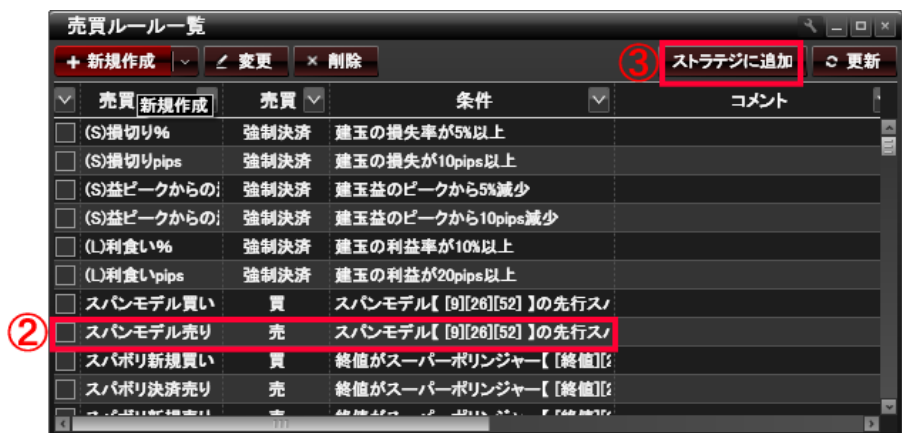 売買ルール一覧
+ 新規作成 変更 × 削除 ③ ストラテジに追加 更新
売買 新規作成 売買 条件 コメント
(S)損切り% 強制決済 建玉の損失率が5%以上
(S)損切りpips 強制決済 建玉の損失が10pips以上
(S)益ピークからの 強制決済 建玉益のピークから5%減少
(S)益ピークからの 強制決済 建玉益のピークから10pips減少
(L)利食い% 強制決済 建玉の利益率が10%以上
(L)利食いpips 強制決済 建玉の利益が20pips以上
スパンモデル買い 買 スパンモデル【 [9][26][52] 】の先行ス
② スパンモデル売り 売 スパンモデル【 [9][26][52] 】の先行ス
スパボリ新規買い 買 終値がスーパーボリンジャー【 [終値][2
スパボリ決済売り 売 終値がスーパーボリンジャー【 [終値][2